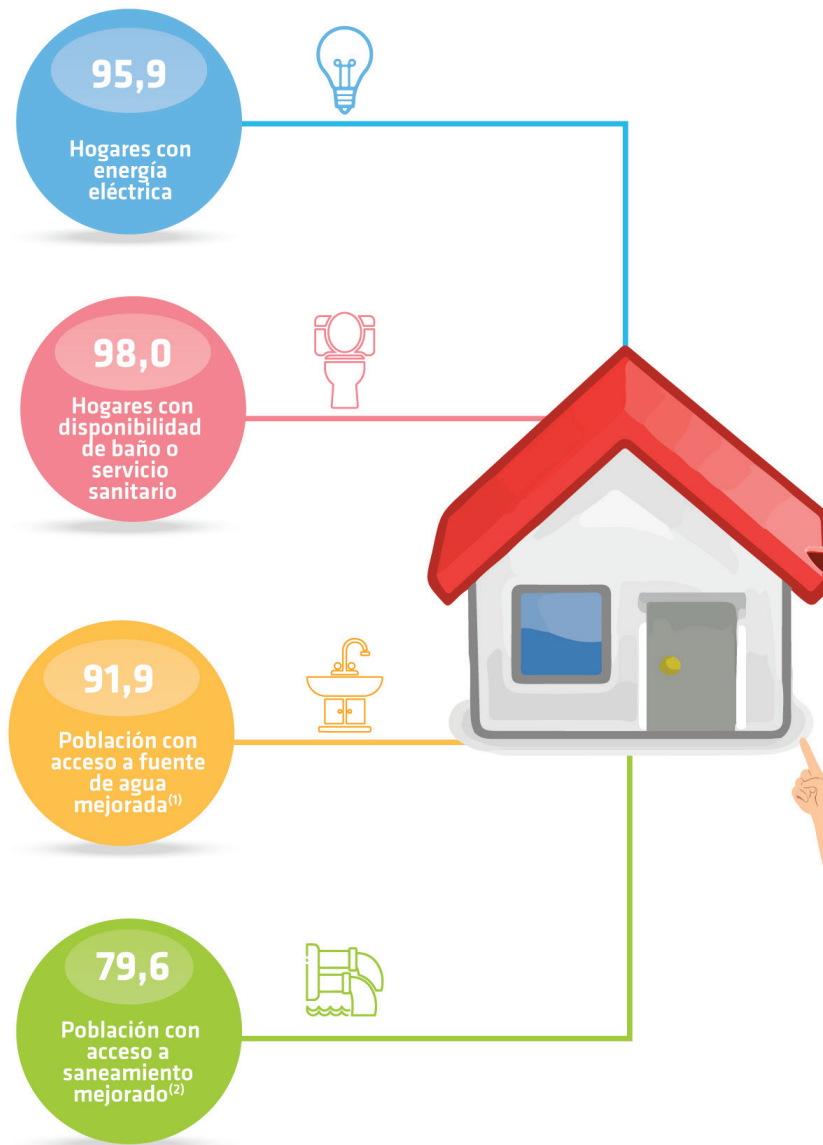 95,9
Hogares con
energía
eléctrica
98,0
Hogares con
disponibilidad
de baño o
servicio
sanitario
91,9
Población con
acceso a fuente
de agua
mejorada(1)
79,6
Población con
acceso a
saneamiento
mejorado(2)